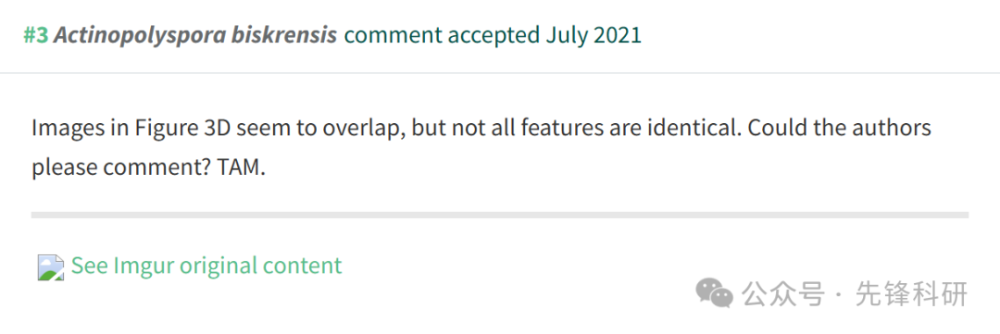 #3 Actinopolyspora biskrensis comment accepted July 2021
Images in Figure 3D seem to overlap, but not all features are identical. Could the authors
please comment? TAM.
See Imgur original content
公众号 · 先锋科研